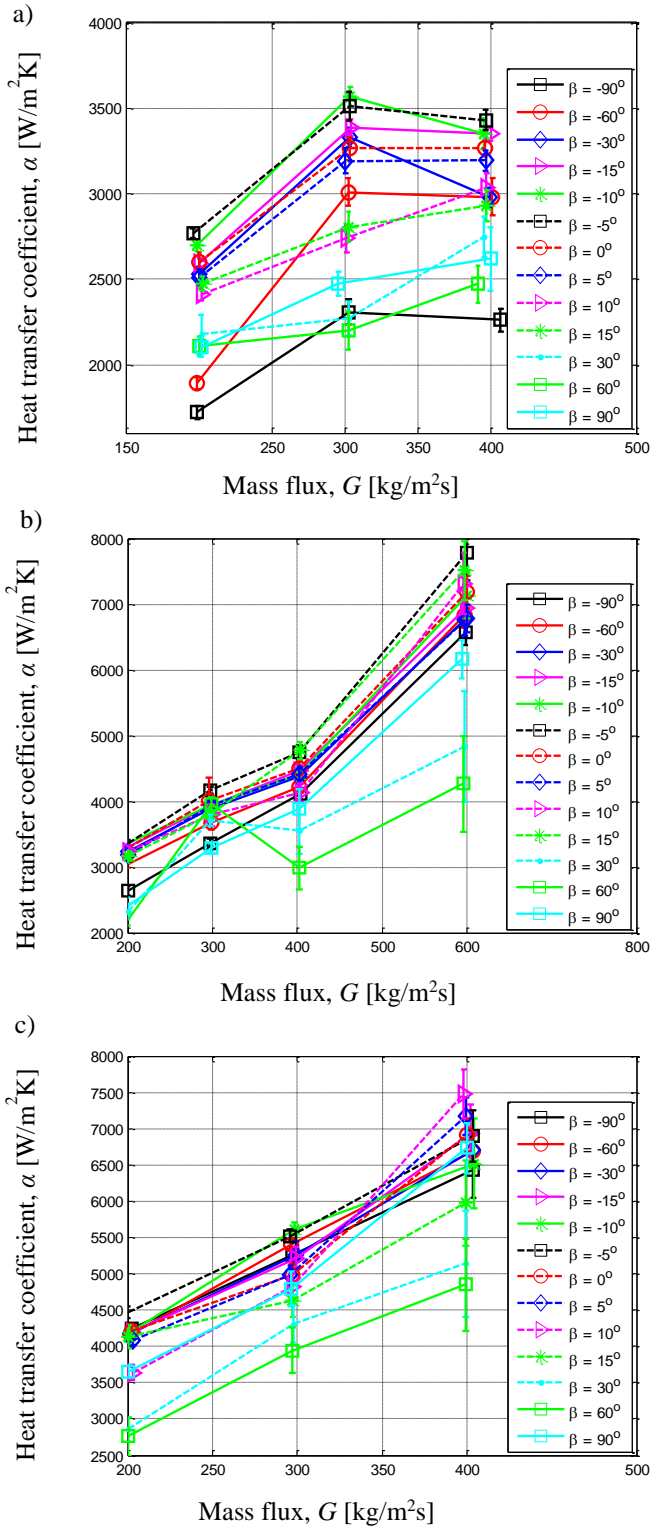 a)
Heat transfer coefficient, α [W/m²K]
4000
3500
3000
2500
2000
150
250
300
350
400
500
β = -90°
β = -60°
β = -30°
β = -15°
β = -10°
β = -5°
β = 0°
β = 5°
β = 10°
β = 15°
β = 30°
β = 60°
β = 90°
Mass flux, G [kg/m²s]
b)
Heat transfer coefficient, α [W/m²K]
8000
7000
6000
5000
4000
3000
2000
200
300
400
500
600
800
β = -90°
β = -60°
β = -30°
β = -15°
β = -10°
β = -5°
β = 0°
β = 5°
β = 10°
β = 15°
β = 30°
β = 60°
β = 90°
Mass flux, G [kg/m²s]
c)
Heat transfer coefficient, α [W/m²K]
8000
7500
7000
6500
6000
5500
5000
4500
4000
3500
3000
2500
200
300
400
500
β = -90°
β = -60°
β = -30°
β = -15°
β = -10°
β = -5°
β = 0°
β = 5°
β = 10°
β = 15°
β = 30°
β = 60°
β = 90°
Mass flux, G [kg/m²s]